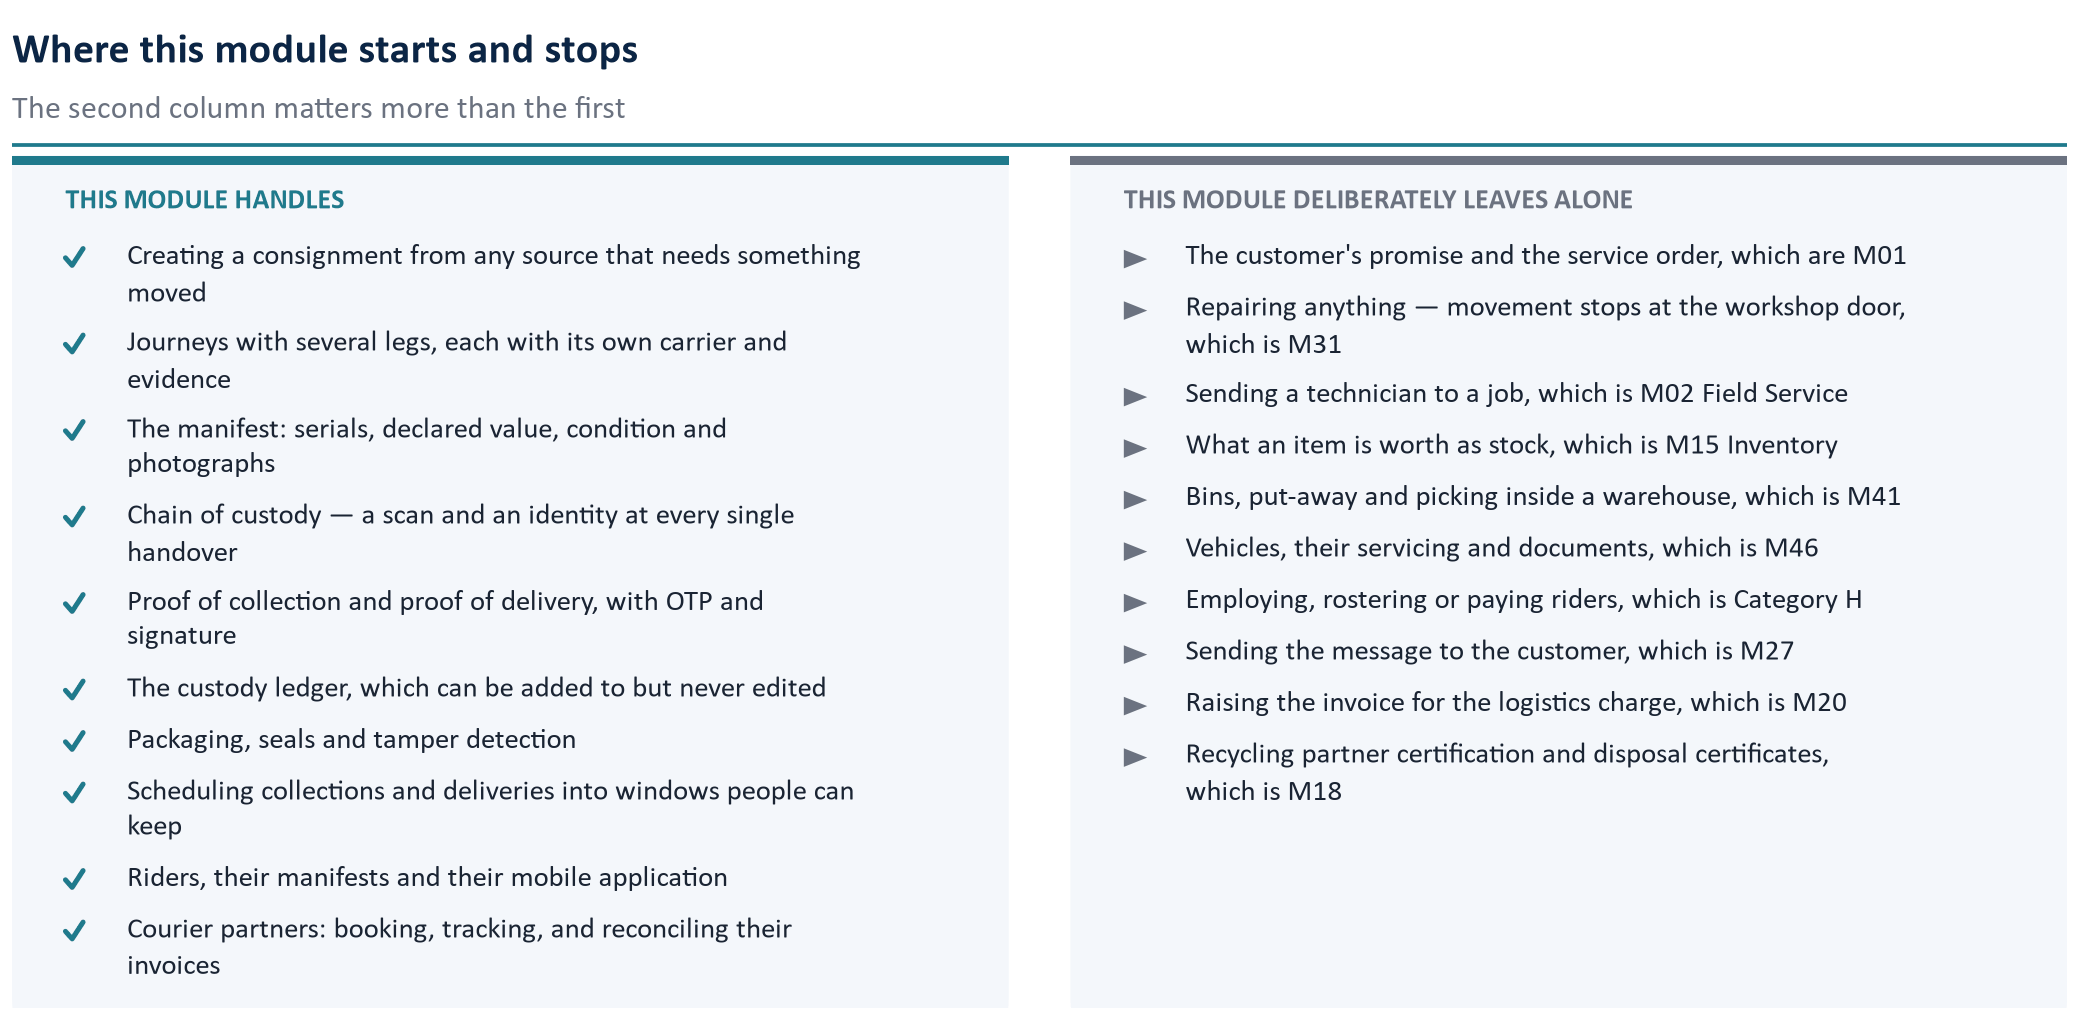 Where this module starts and stops
The second column matters more than the first
THIS MODULE HANDLES
Creating a consignment from any source that needs something
moved
Journeys with several legs, each with its own carrier and
evidence
The manifest: serials, declared value, condition and
photographs
Chain of custody — a scan and an identity at every single
handover
Proof of collection and proof of delivery, with OTP and
signature
The custody ledger, which can be added to but never edited
Packaging, seals and tamper detection
Scheduling collections and deliveries into windows people can
keep
Riders, their manifests and their mobile application
Courier partners: booking, tracking, and reconciling their
invoices
THIS MODULE DELIBERATELY LEAVES ALONE
The customer's promise and the service order, which are M01
Repairing anything — movement stops at the workshop door,
which is M31
Sending a technician to a job, which is M02 Field Service
What an item is worth as stock, which is M15 Inventory
Bins, put-away and picking inside a warehouse, which is M41
Vehicles, their servicing and documents, which is M46
Employing, rostering or paying riders, which is Category H
Sending the message to the customer, which is M27
Raising the invoice for the logistics charge, which is M20
Recycling partner certification and disposal certificates,
which is M18